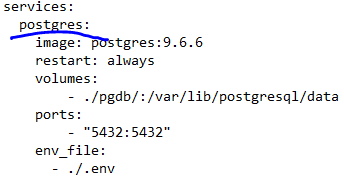 services:
  postgres:
    image: postgres:9.6.6
    restart: always
    volumes:
        - ./pgdb/:/var/lib/postgresql/data
    ports:
        - "5432:5432"
    env_file:
      - ./.env